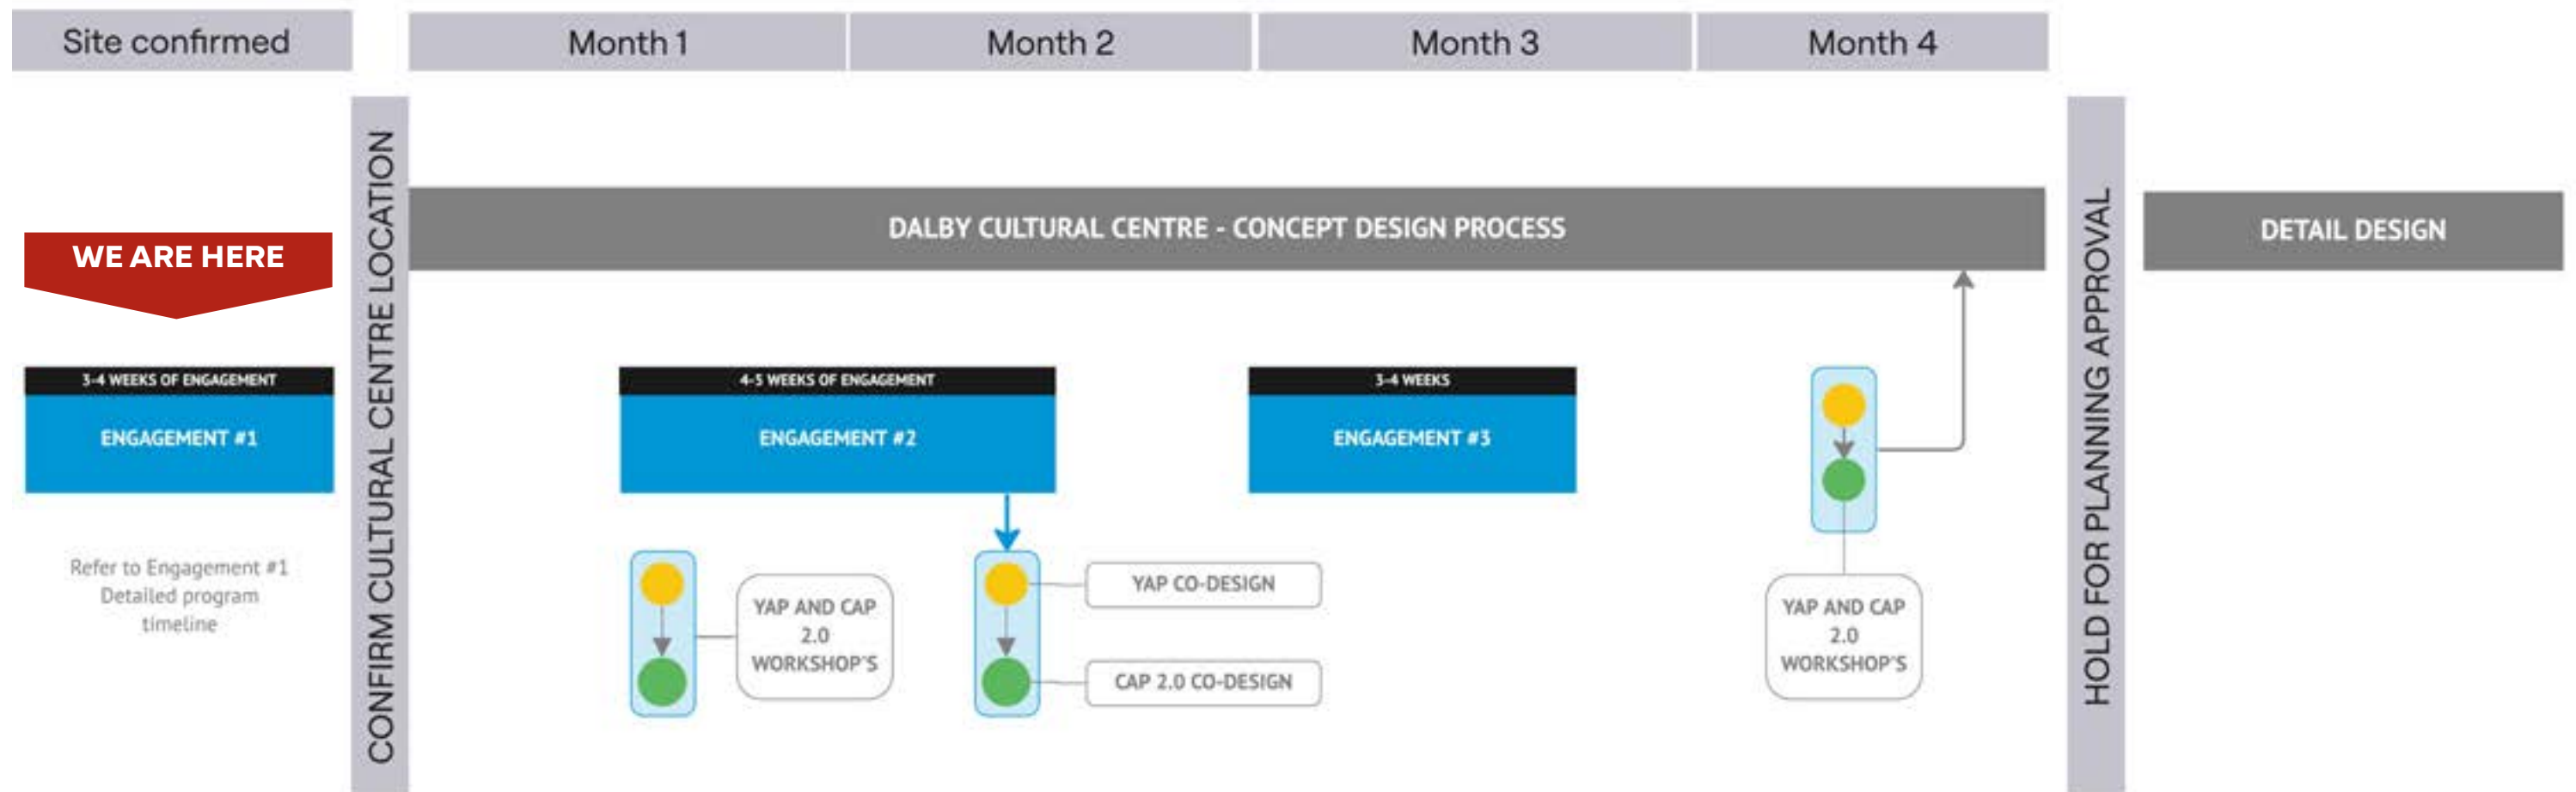 Site confirmed
Month 1
Month 2
Month 3
Month 4
CONFIRM CULTURAL CENTRE LOCATION
HOLD FOR PLANNING APPROVAL
DALBY CULTURAL CENTRE - CONCEPT DESIGN PROCESS
DETAIL DESIGN
WE ARE HERE
3-4 WEEKS OF ENGAGEMENT
ENGAGEMENT #1
4-5 WEEKS OF ENGAGEMENT
ENGAGEMENT #2
3-4 WEEKS
ENGAGEMENT #3
Refer to Engagement #1
Detailed program
timeline
YAP AND CAP
2.0
WORKSHOP'S
YAP CO-DESIGN
CAP 2.0 CO-DESIGN
YAP AND CAP
2.0
WORKSHOP'S